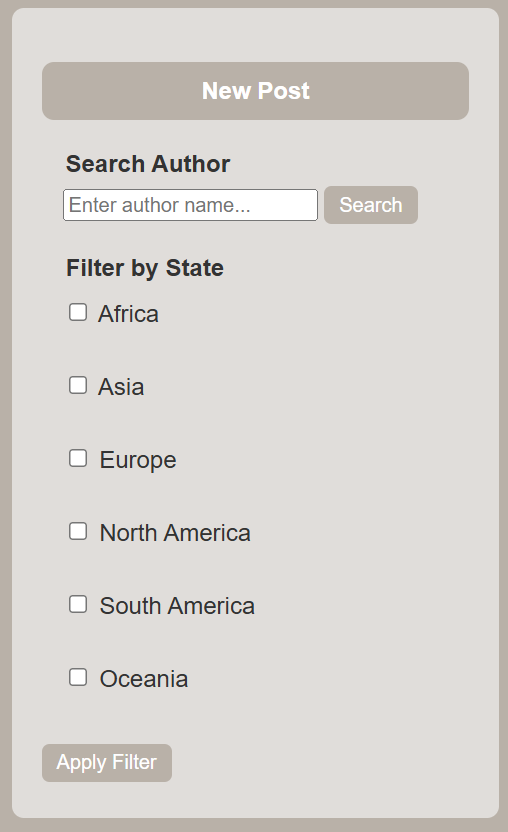 New Post
Search Author
Enter author name... Search
Filter by State
Africa
Asia
Europe
North America
South America
Oceania
Apply Filter